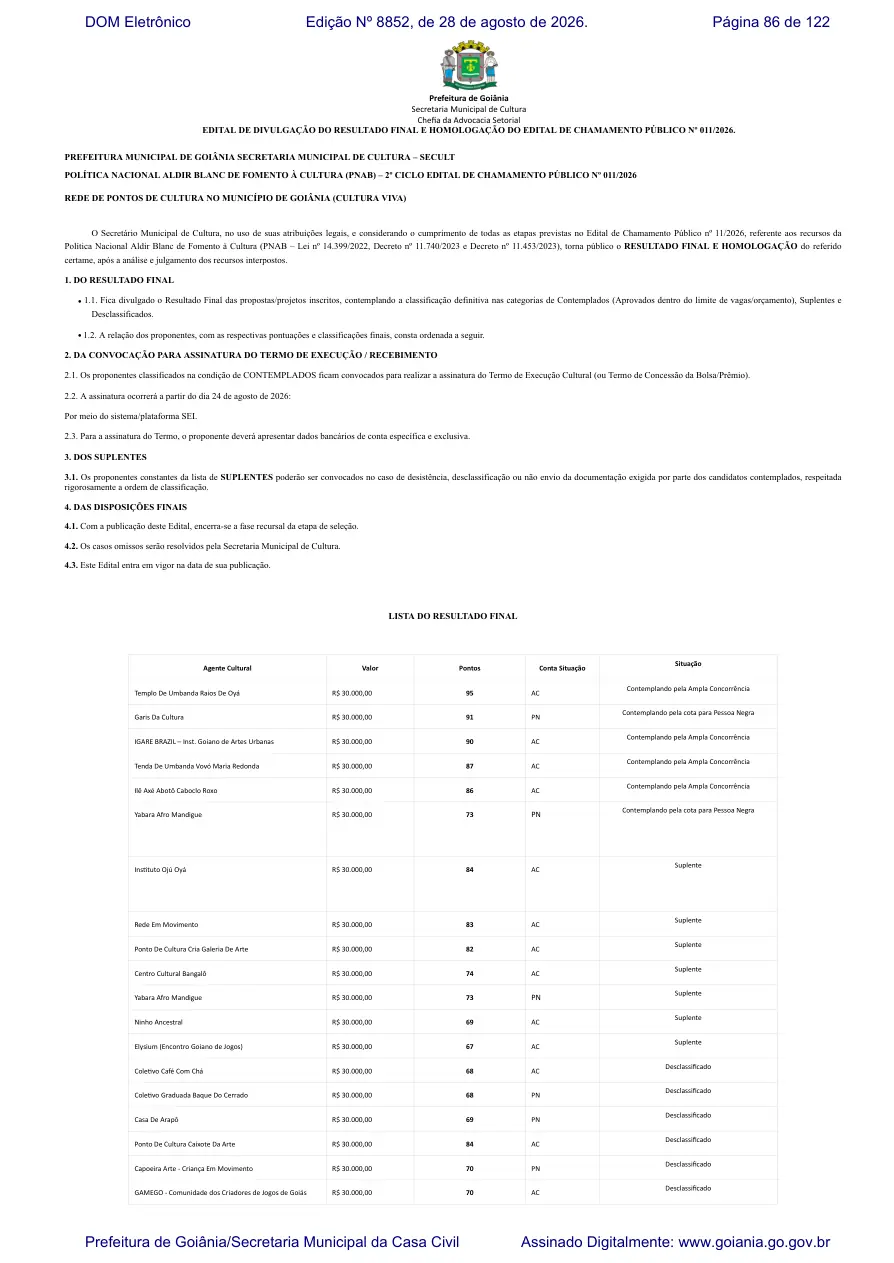 DOM Eletrônico Edição Nº 8852, de 28 de agosto de 2026. Página 86 de 122
Prefeitura de Goiânia
Secretaria Municipal de Cultura
Chefia da Advocacia Setorial
EDITAL DE DIVULGAÇÃO DO RESULTADO FINAL E HOMOLOGAÇÃO DO EDITAL DE CHAMAMENTO PÚBLICO Nº 011/2026.
PREFEITURA MUNICIPAL DE GOIÂNIA SECRETARIA MUNICIPAL DE CULTURA – SECULT
POLÍTICA NACIONAL ALDIR BLANC DE FOMENTO À CULTURA (PNAB) – 2º CICLO EDITAL DE CHAMAMENTO PÚBLICO Nº 011/2026
REDE DE PONTOS DE CULTURA NO MUNICÍPIO DE GOIÂNIA (CULTURA VIVA)
O Secretário Municipal de Cultura, no uso de suas atribuições legais, e considerando o cumprimento de todas as etapas previstas no Edital de Chamamento Público nº 11/2026, referente aos recursos da
Política Nacional Aldir Blanc de Fomento à Cultura (PNAB – Lei nº 14.399/2022, Decreto nº 11.740/2023 e Decreto nº 11.453/2023), torna público o RESULTADO FINAL E HOMOLOGAÇÃO do referido
certame, após a análise e julgamento dos recursos interpostos.
1. DO RESULTADO FINAL
• 1.1. Fica divulgado o Resultado Final das propostas/projetos inscritos, contemplando a classificação definitiva nas categorias de Contemplados (Aprovados dentro do limite de vagas/orçamento), Suplentes e
Desclassificados.
• 1.2. A relação dos proponentes, com as respectivas pontuações e classificações finais, consta ordenada a seguir.
2. DA CONVOCAÇÃO PARA ASSINATURA DO TERMO DE EXECUÇÃO / RECEBIMENTO
2.1. Os proponentes classificados na condição de CONTEMPLADOS ficam convocados para realizar a assinatura do Termo de Execução Cultural (ou Termo de Concessão da Bolsa/Prêmio).
2.2. A assinatura ocorrerá a partir do dia 24 de agosto de 2026:
Por meio do sistema/plataforma SEI.
2.3. Para a assinatura do Termo, o proponente deverá apresentar dados bancários de conta específica e exclusiva.
3. DOS SUPLENTES
3.1. Os proponentes constantes da lista de SUPLENTES poderão ser convocados no caso de desistência, desclassificação ou não envio da documentação exigida por parte dos candidatos contemplados, respeitada
rigorosamente a ordem de classificação.
4. DAS DISPOSIÇÕES FINAIS
4.1. Com a publicação deste Edital, encerra-se a fase recursal da etapa de seleção.
4.2. Os casos omissos serão resolvidos pela Secretaria Municipal de Cultura.
4.3. Este Edital entra em vigor na data de sua publicação.
LISTA DO RESULTADO FINAL
Agente Cultural Valor Pontos Conta Situação Situação
Templo De Umbanda Raios De Oyá R$ 30.000,00 95 AC Contemplando pela Ampla Concorrência
Garis Da Cultura R$ 30.000,00 91 PN Contemplando pela cota para Pessoa Negra
IGARE BRAZIL – Inst. Goiano de Artes Urbanas R$ 30.000,00 90 AC Contemplando pela Ampla Concorrência
Tenda De Umbanda Vovó Maria Redonda R$ 30.000,00 87 AC Contemplando pela Ampla Concorrência
Ilê Axé Abotô Caboclo Roxo R$ 30.000,00 86 AC Contemplando pela Ampla Concorrência
Yabara Afro Mandigue R$ 30.000,00 73 PN Contemplando pela cota para Pessoa Negra
Instituto Ojú Oyá R$ 30.000,00 84 AC Suplente
Rede Em Movimento R$ 30.000,00 83 AC Suplente
Ponto De Cultura Cria Galeria De Arte R$ 30.000,00 82 AC Suplente
Centro Cultural Bangalô R$ 30.000,00 74 AC Suplente
Yabara Afro Mandigue R$ 30.000,00 73 PN Suplente
Ninho Ancestral R$ 30.000,00 69 AC Suplente
Elysium (Encontro Goiano de Jogos) R$ 30.000,00 67 AC Suplente
Coletivo Café Com Chá R$ 30.000,00 68 AC Desclassificado
Coletivo Graduada Baque Do Cerrado R$ 30.000,00 68 PN Desclassificado
Casa De Arapô R$ 30.000,00 69 PN Desclassificado
Ponto De Cultura Caixote Da Arte R$ 30.000,00 84 AC Desclassificado
Capoeira Arte - Criança Em Movimento R$ 30.000,00 70 PN Desclassificado
GAMEGO - Comunidade dos Criadores de Jogos de Goiás R$ 30.000,00 70 AC Desclassificado
Prefeitura de Goiânia/Secretaria Municipal da Casa Civil Assinado Digitalmente: www.goiania.go.gov.br